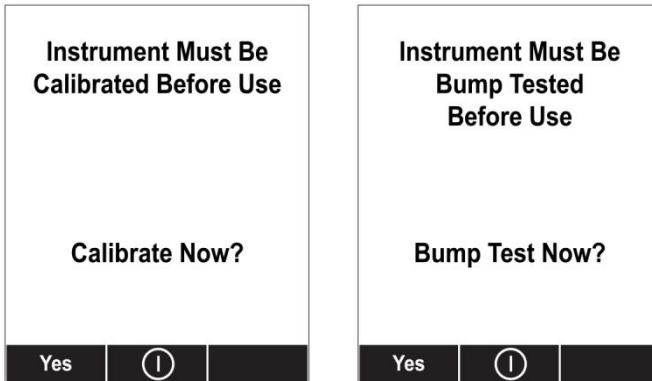 Instrument Must Be
Calibrated Before Use
Calibrate Now?
Yes
Instrument Must Be
Bump Tested
Before Use
Bump Test Now?
Yes